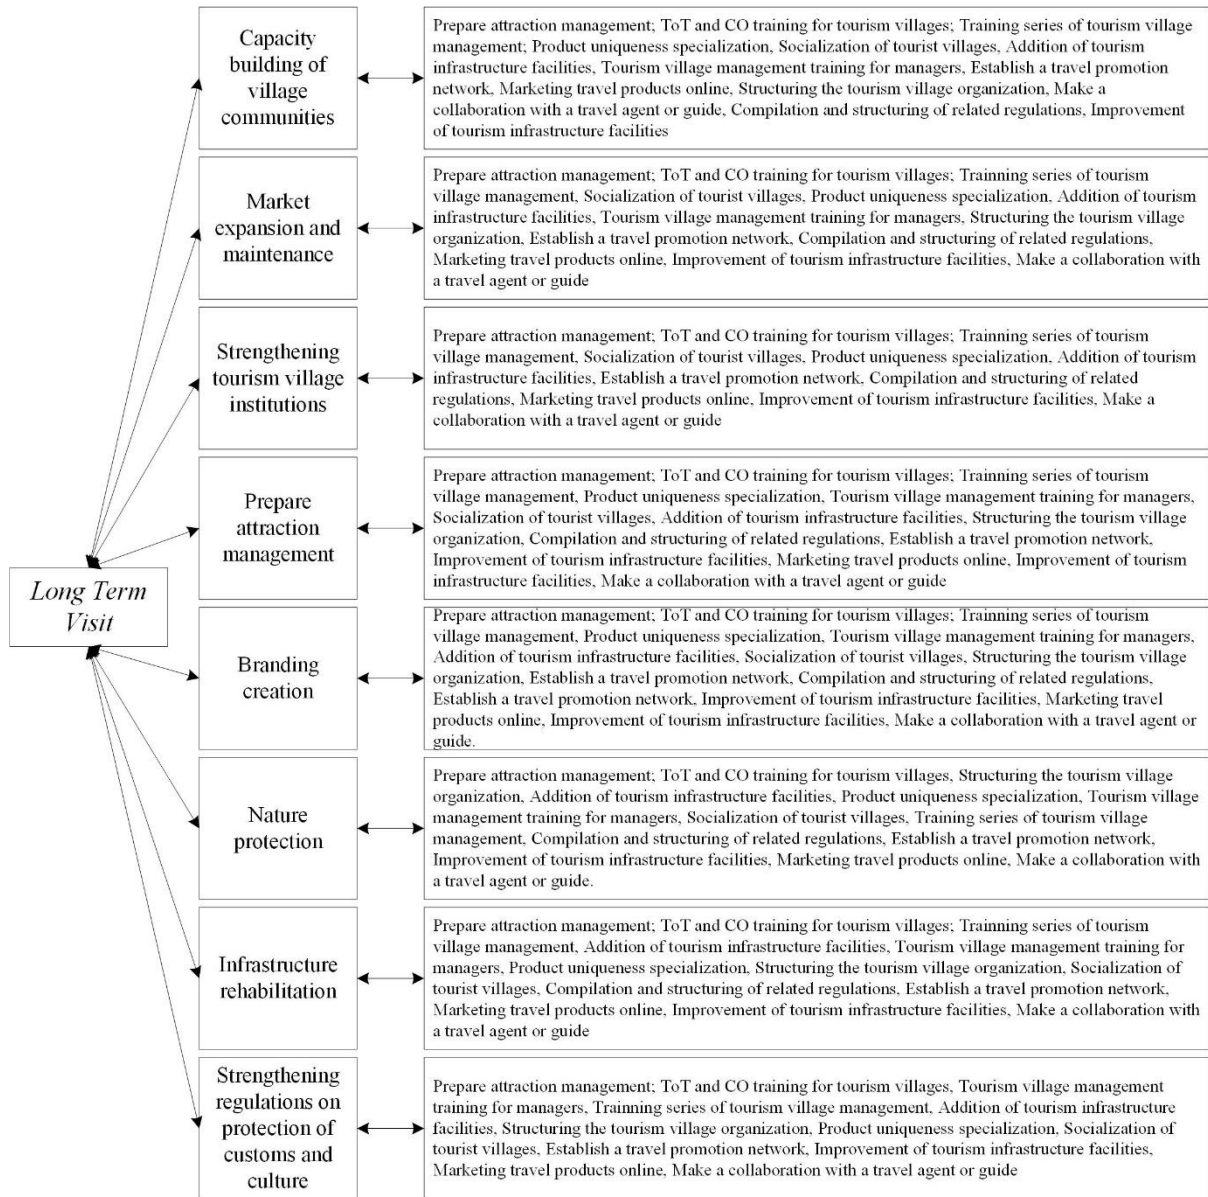 Capacity
building of
village
communities
Prepare attraction management; ToT and CO training for tourism villages; Training series of tourism village
management; Product uniqueness specialization, Socialization of tourist villages, Addition of tourism
infrastructure facilities, Tourism village management training for managers, Establish a travel promotion
network, Marketing travel products online, Structuring the tourism village organization, Make a
collaboration with a travel agent or guide, Compilation and structuring of related regulations, Improvement
of tourism infrastructure facilities
Market
expansion and
maintenance
Prepare attraction management; ToT and CO training for tourism villages; Trainning series of tourism
village management, Socialization of tourist villages, Product uniqueness specialization, Addition of tourism
infrastructure facilities, Tourism village management training for managers, Structuring the tourism village
organization, Establish a travel promotion network, Compilation and structuring of related regulations,
Marketing travel products online, Improvement of tourism infrastructure facilities, Make a collaboration with
a travel agent or guide
Strengthening
tourism village
institutions
Prepare attraction management; ToT and CO training for tourism villages; Trainning series of tourism
village management, Socialization of tourist villages, Product uniqueness specialization, Addition of tourism
infrastructure facilities, Establish a travel promotion network, Compilation and structuring of related
regulations, Marketing travel products online, Improvement of tourism infrastructure facilities, Make a
collaboration with a travel agent or guide
Prepare
attraction
management
Prepare attraction management; ToT and CO training for tourism villages; Trainning series of tourism
village management, Product uniqueness specialization, Tourism village management training for managers,
Socialization of tourist villages, Addition of tourism infrastructure facilities, Structuring the tourism village
organization, Compilation and structuring of related regulations, Establish a travel promotion network,
Improvement of tourism infrastructure facilities, Marketing travel products online, Improvement of tourism
infrastructure facilities, Make a collaboration with a travel agent or guide
Long Term
Visit
Branding
creation
Prepare attraction management; ToT and CO training for tourism villages; Trainning series of tourism
village management, Product uniqueness specialization, Tourism village management training for managers,
Addition of tourism infrastructure facilities, Socialization of tourist villages, Structuring the tourism village
organization, Establish a travel promotion network, Compilation and structuring of related regulations,
Establish a travel promotion network, Improvement of tourism infrastructure facilities, Marketing travel
products online, Improvement of tourism infrastructure facilities, Make a collaboration with a travel agent or
guide.
Nature
protection
Prepare attraction management; ToT and CO training for tourism villages, Structuring the tourism village
organization, Addition of tourism infrastructure facilities, Product uniqueness specialization, Tourism village
management training for managers, Socialization of tourist villages, Training series of tourism village
management, Compilation and structuring of related regulations, Establish a travel promotion network,
Improvement of tourism infrastructure facilities, Marketing travel products online, Make a collaboration with
a travel agent or guide.
Infrastructure
rehabilitation
Prepare attraction management; ToT and CO training for tourism villages; Trainning series of tourism
village management, Addition of tourism infrastructure facilities, Tourism village management training for
managers, Product uniqueness specialization, Structuring the tourism village organization, Socialization of
tourist villages, Compilation and structuring of related regulations, Establish a travel promotion network,
Marketing travel products online, Improvement of tourism infrastructure facilities, Make a collaboration with
a travel agent or guide
Strengthening
regulations on
protection of
customs and
culture
Prepare attraction management; ToT and CO training for tourism villages, Tourism village management
training for managers, Trainning series of tourism village management, Addition of tourism infrastructure
facilities, Structuring the tourism village organization, Product uniqueness specialization, Socialization of
tourist villages, Establish a travel promotion network, Improvement of tourism infrastructure facilities,
Marketing travel products online, Make a collaboration with a travel agent or guide